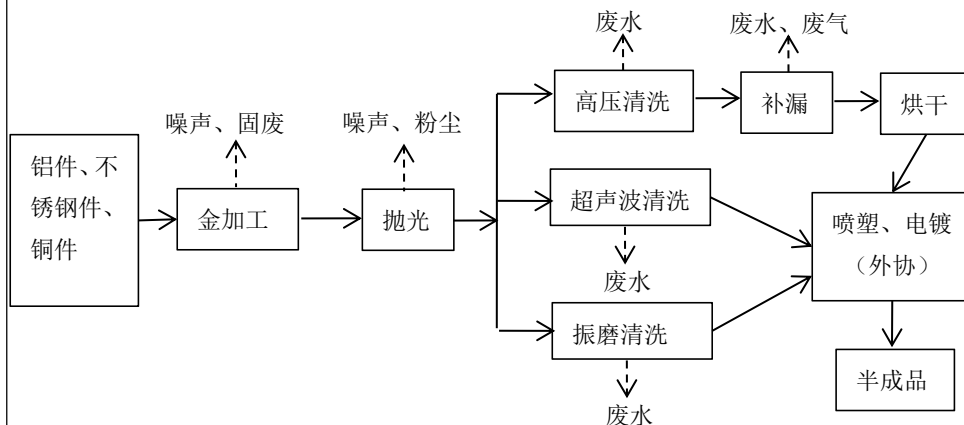 废水
废水、废气
高压清洗
补漏
烘干
噪声、固废
噪声、粉尘
铝件、不
锈钢件、
铜件
金加工
抛光
超声波清洗
废水
喷塑、电镀
（外协）
振磨清洗
废水
半成品